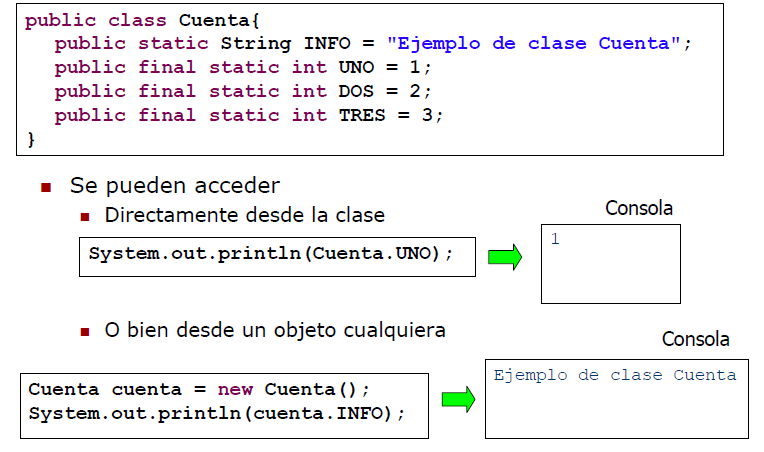 public class Cuenta{
public static String INFO = "Ejemplo de clase Cuenta";
public final static int UNO = 1;
public final static int DOS = 2;
public final static int TRES = 3;
}
Se pueden acceder
Directamente desde la clase
Consola
System.out.println(Cuenta.UNO);
1
O bien desde un objeto cualquiera
Consola
Cuenta cuenta = new Cuenta();
System.out.println(cuenta.INFO);
Ejemplo de clase Cuenta